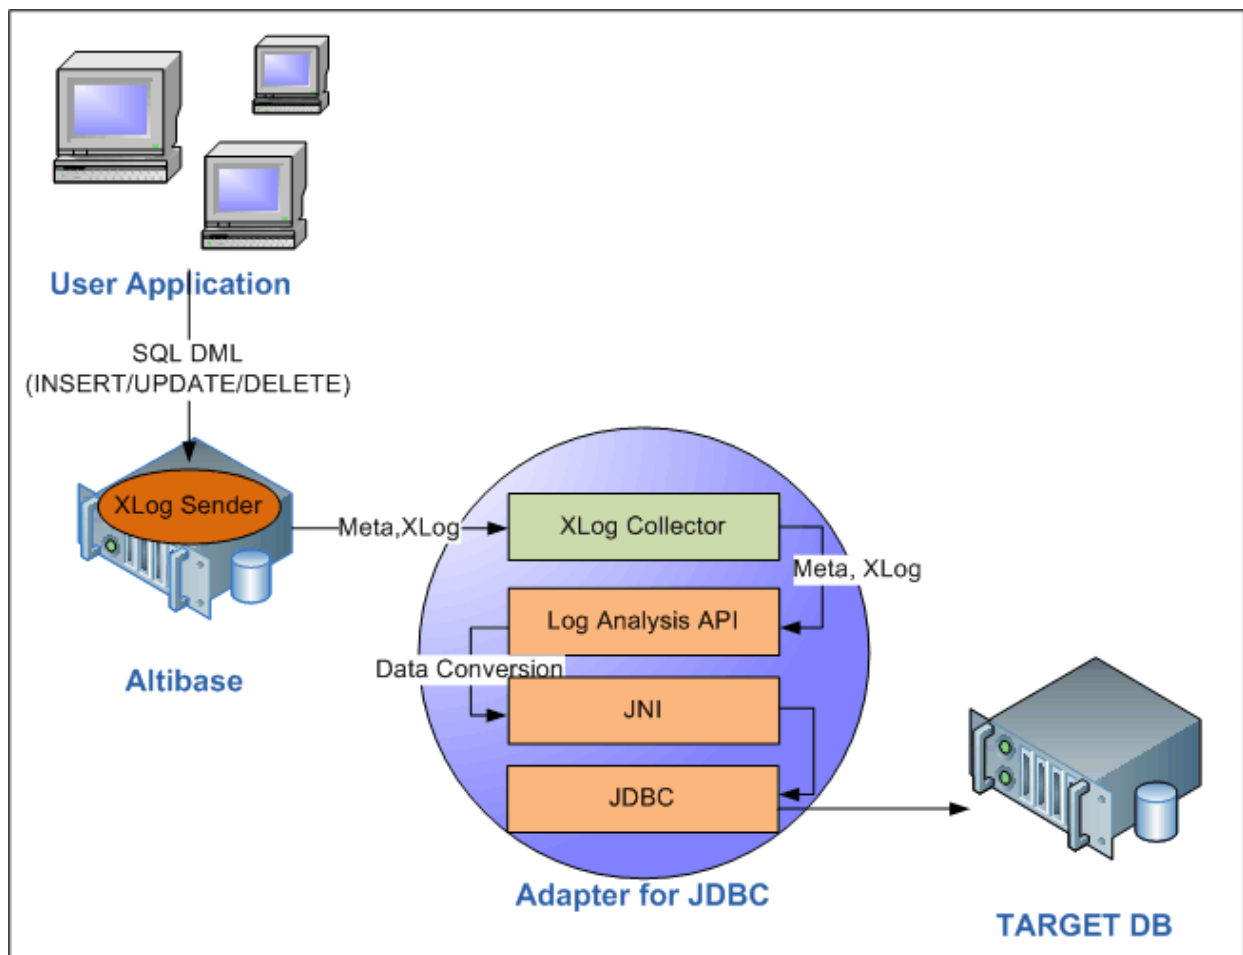 User Application
SQL DML
(INSERT/UPDATE/DELETE)
XLog Sender
Altibase
Meta,XLog
XLog Collector
Meta, XLog
Log Analysis API
Data Conversion
JNI
JDBC
Adapter for JDBC
TARGET DB